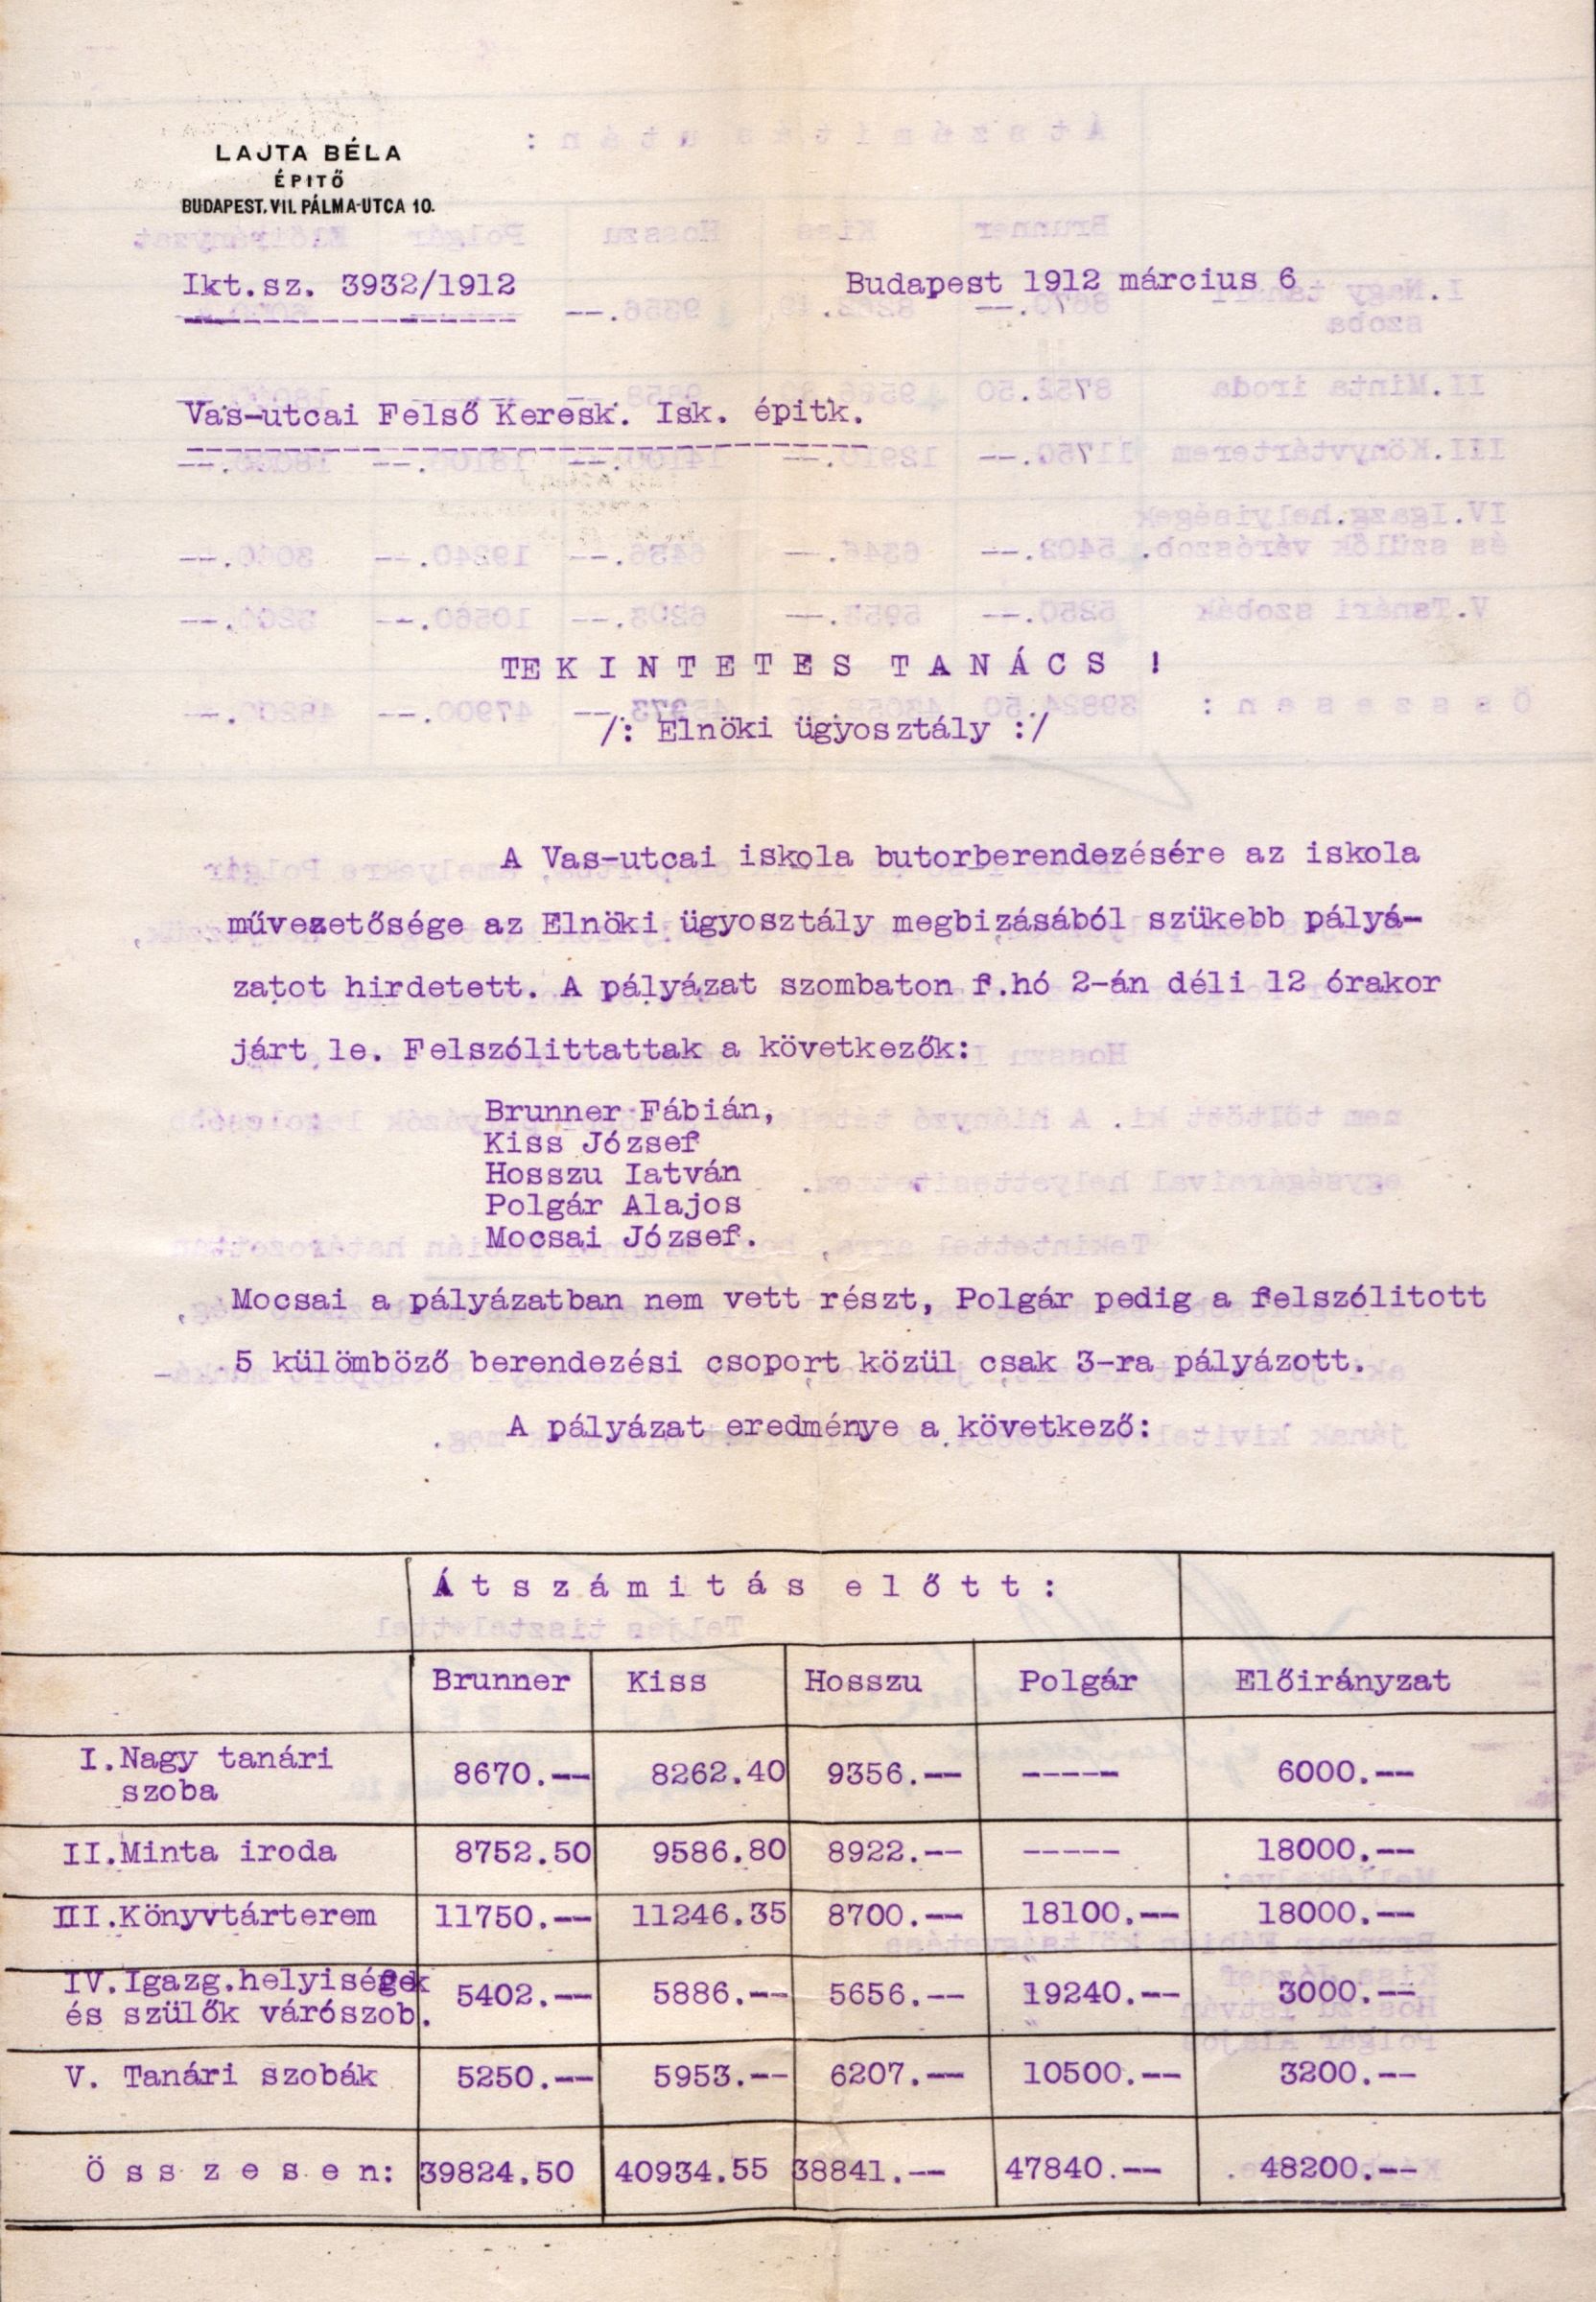 LAJTA BÉLA
ÉPITŐ
BUDAPEST. VII. PÁLMA-UTCA 10.
Ikt.sz. 3932/1912 Budapest 1912 március 6
Vas-utcai Felső Keresk. Isk. épitk.
TEKINTETES TANÁCS !
/: Elnöki ügyosztály :/
A Vas-utcai iskola butorberendezésére az iskola
művezetősége az Elnöki ügyosztály megbizásából szükebb pályá-
zatot hirdetett. A pályázat szombaton f.hó 2-án déli 12 órakor
járt le. Felszólittattak a következők:
Brunner Fábián,
Kiss József
Hosszu Iatván
Polgár Alajos
Mocsai József.
Mocsai a pályázatban nem vett részt, Polgár pedig a felszólitott
5 külömböző berendezési csoport közül csak 3-ra pályázott.
A pályázat eredménye a következő:
Átszámitás előtt:
Brunner Kiss Hosszu Polgár Előirányzat
I.Nagy tanári
szoba 8670.-- 8262.40 9356.-- ----- 6000.--
II.Minta iroda 8752.50 9586.80 8922.-- ----- 18000.--
III.Könyvtárterem 11750.-- 11246.35 8700.-- 18100.-- 18000.--
IV.Igazg.helyiségek
és szülők várószob. 5402.-- 5886.-- 5656.-- 19240.-- 3000.--
V. Tanári szobák 5250.-- 5953.-- 6207.-- 10500.-- 3200.--
Összesen: 39824.50 40934.55 38841.-- 47840.-- 48200.--